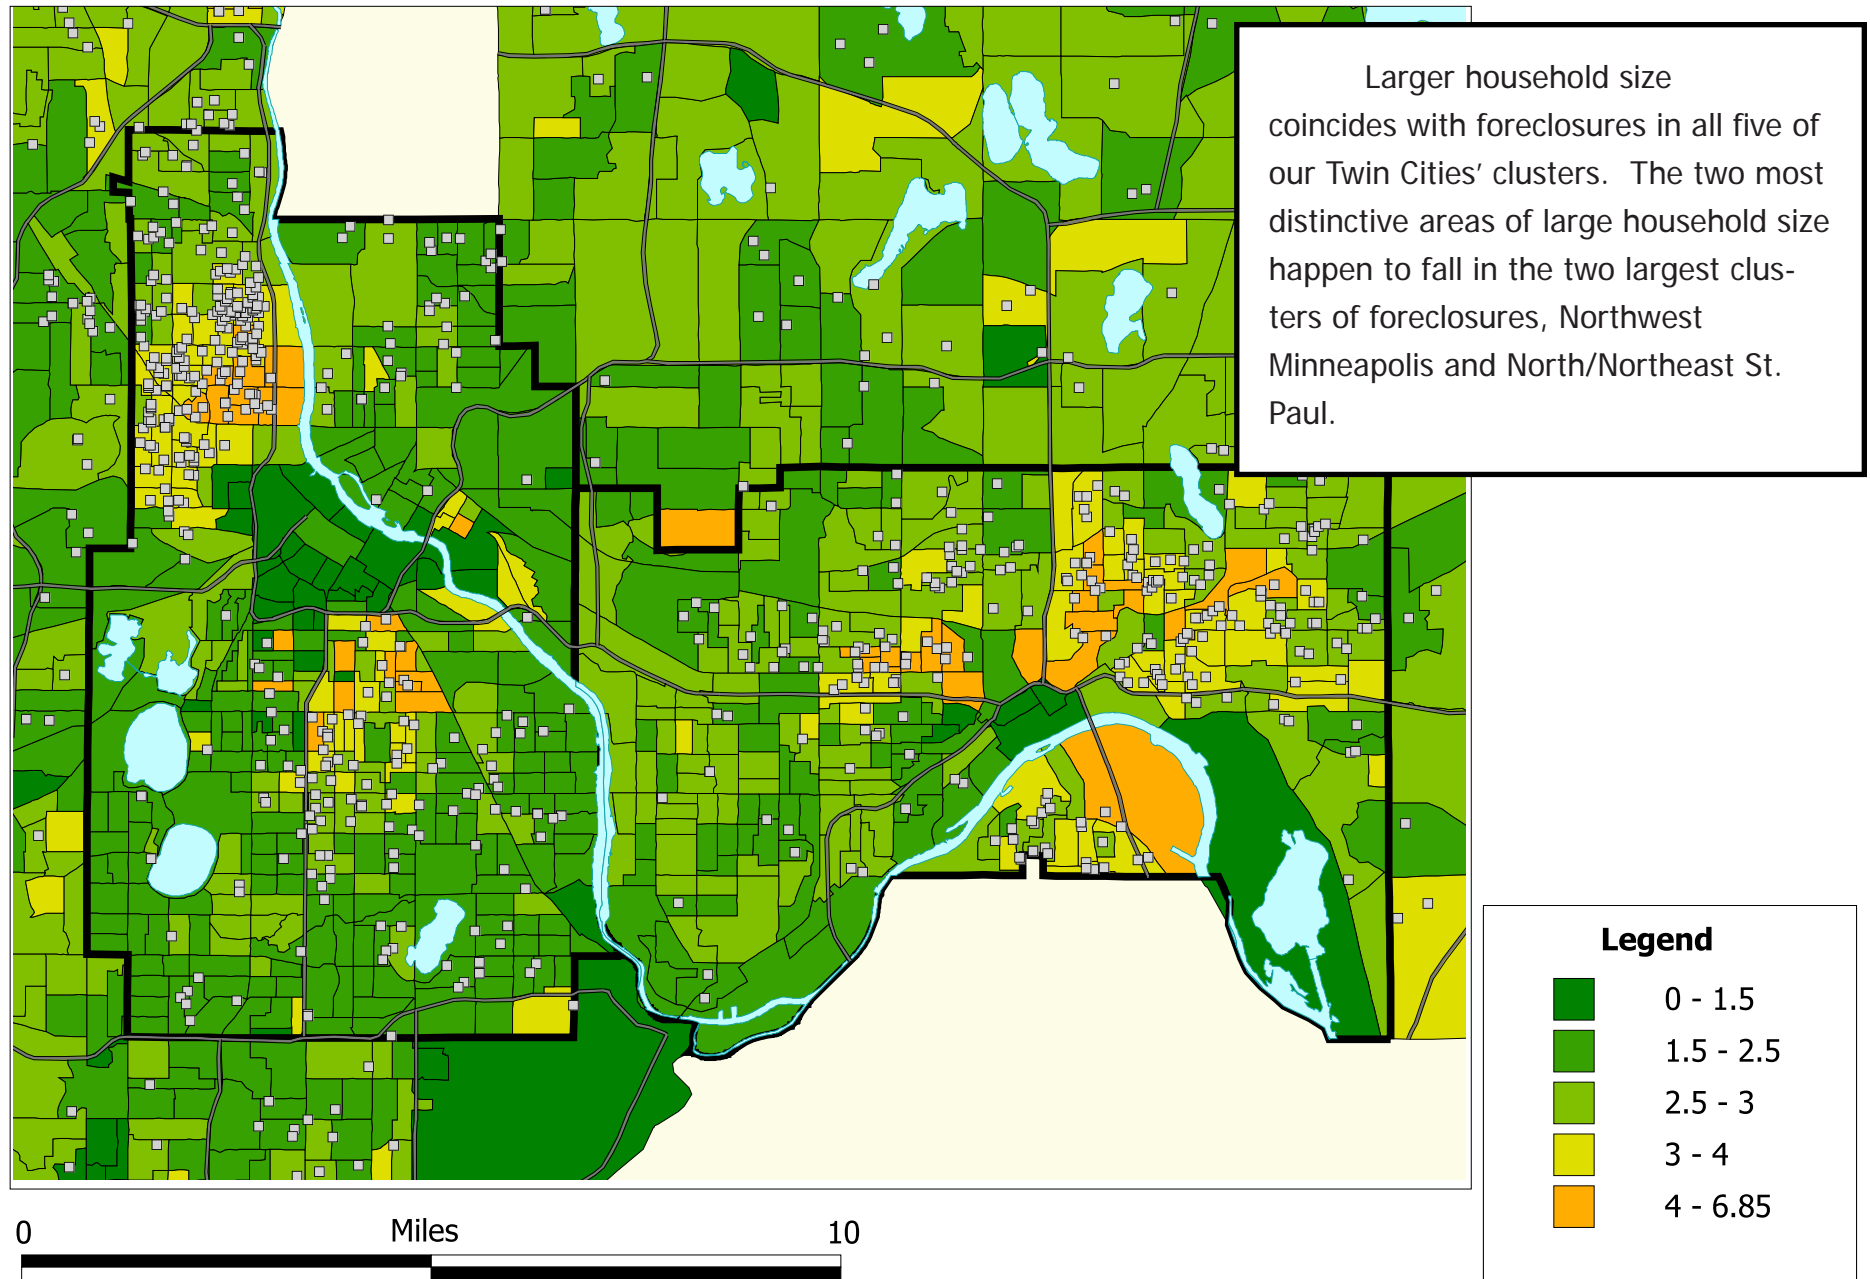 Larger household size
coincides with foreclosures in all five of
our Twin Cities' clusters.  The two most
distinctive areas of large household size
happen to fall in the two largest clus-
ters of foreclosures, Northwest
Minneapolis and North/Northeast St.
Paul.
Legend
0 - 1.5
1.5 - 2.5
2.5 - 3
3 - 4
4 - 6.85
0 Miles 10